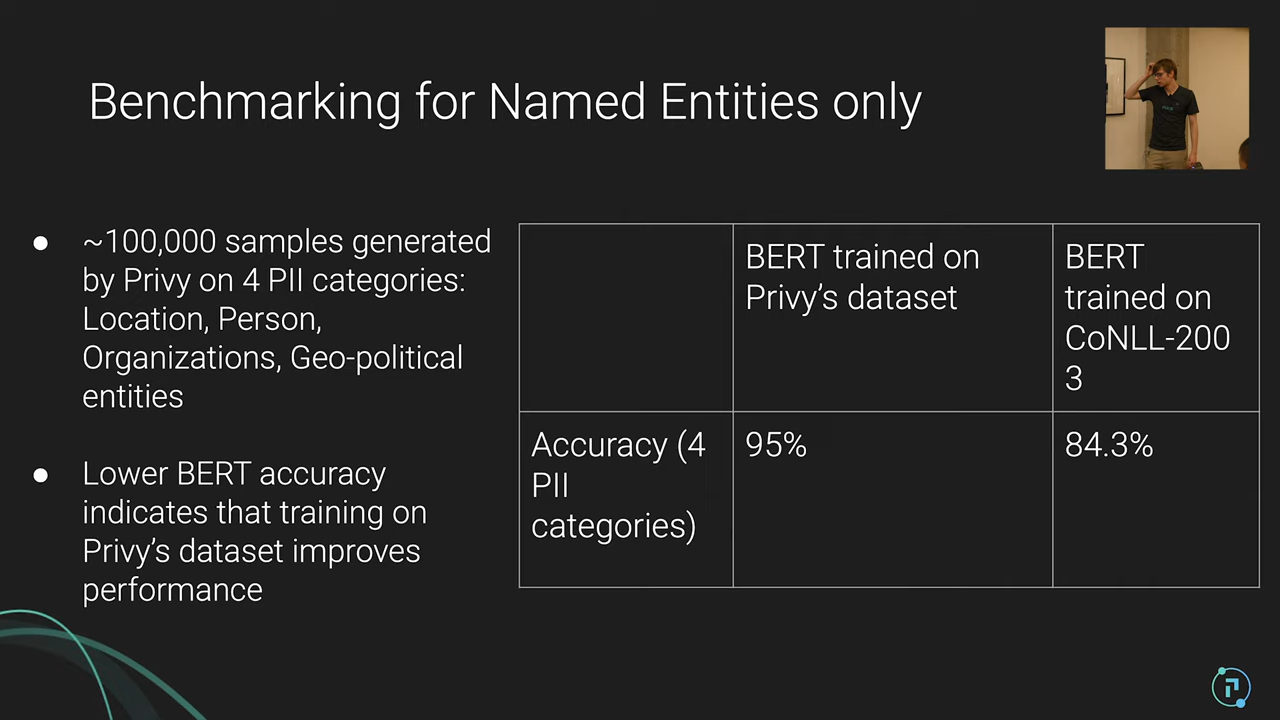 Benchmarking for Named Entities only
● ~100,000 samples generated
by Privy on 4 PII categories:
Location, Person,
Organizations, Geo-political
entities
● Lower BERT accuracy
indicates that training on
Privy's dataset improves
performance
BERT trained on
Privy's dataset
BERT
trained on
CoNLL-200
3
Accuracy (4
PII
categories)
95%
84.3%